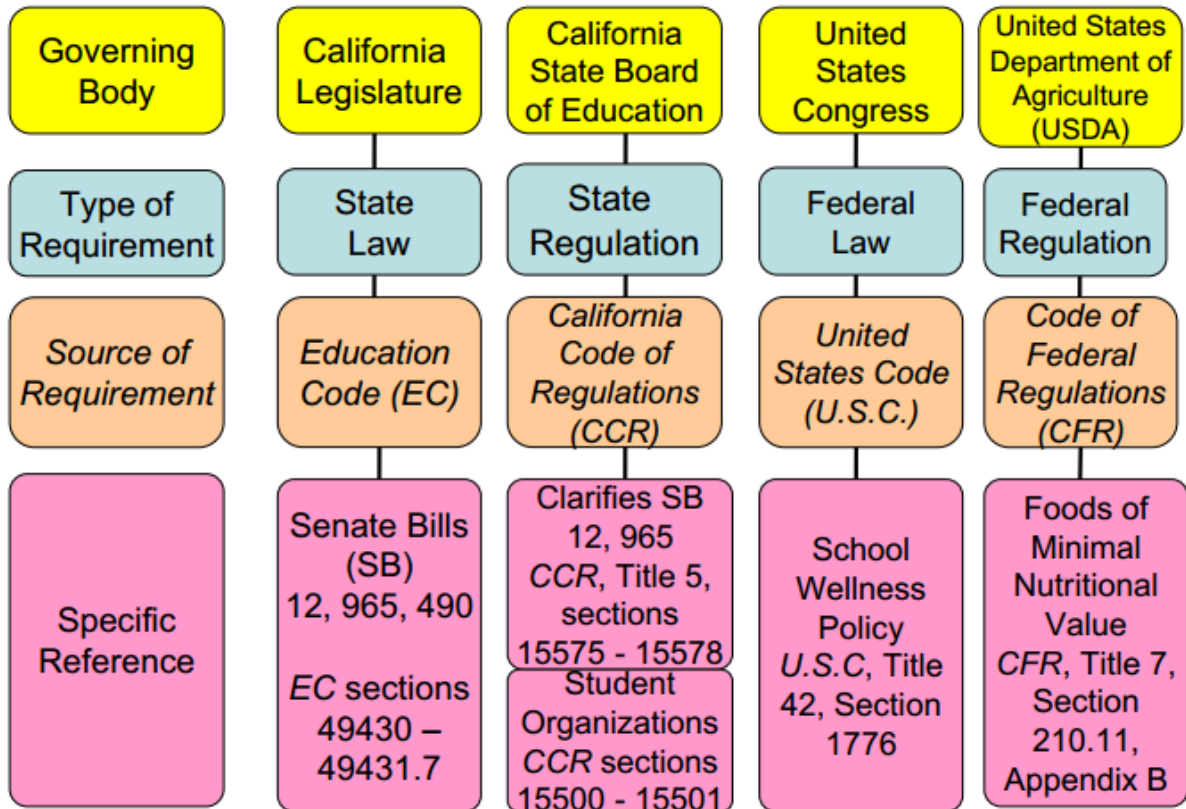 Governing
Body
California
Legislature
California
State Board
of Education
United
States
Congress
United States
Department of
Agriculture
(USDA)
Type of
Requirement
State
Law
State
Regulation
Federal
Law
Federal
Regulation
Source of
Requirement
Education
Code (EC)
California
Code of
Regulations
(CCR)
United
States Code
(U.S.C.)
Code of
Federal
Regulations
(CFR)
Specific
Reference
Senate Bills
(SB)
12, 965, 490
EC sections
49430 –
49431.7
Clarifies SB
12, 965
CCR, Title 5,
sections
15575 - 15578
Student
Organizations
CCR sections
15500 - 15501
School
Wellness
Policy
U.S.C, Title
42, Section
1776
Foods of
Minimal
Nutritional
Value
CFR, Title 7,
Section
210.11,
Appendix B